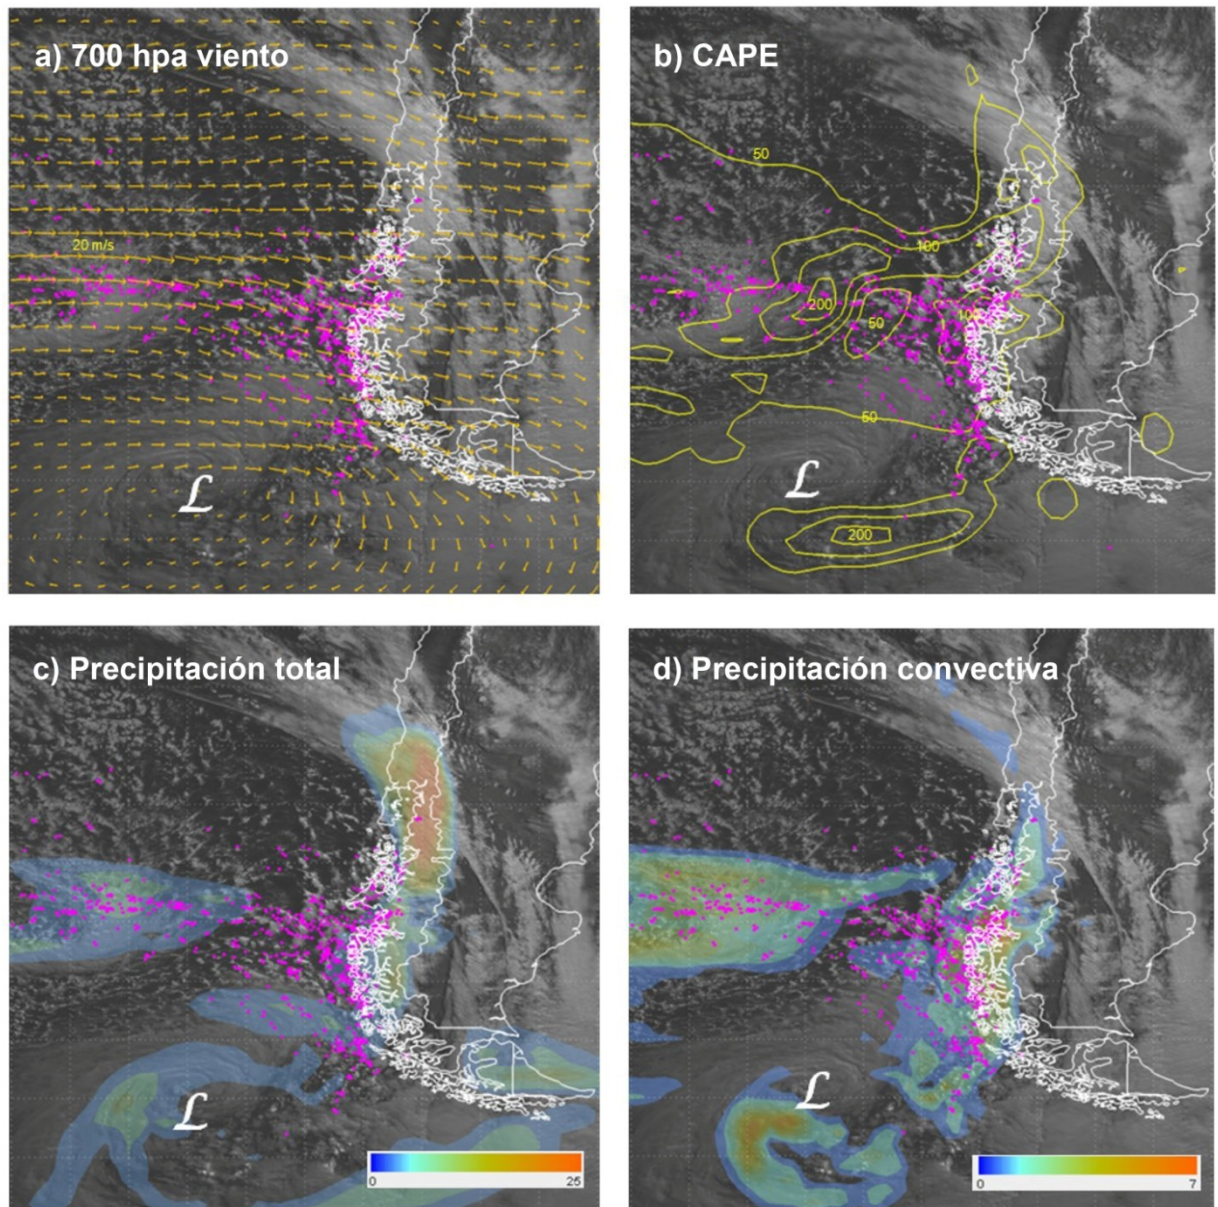 a) 700 hpa viento
20 m/s
L
b) CAPE
50
100
200
50
100
50
L
200
c) Precipitación total
L
0 25
d) Precipitación convectiva
L
0 7